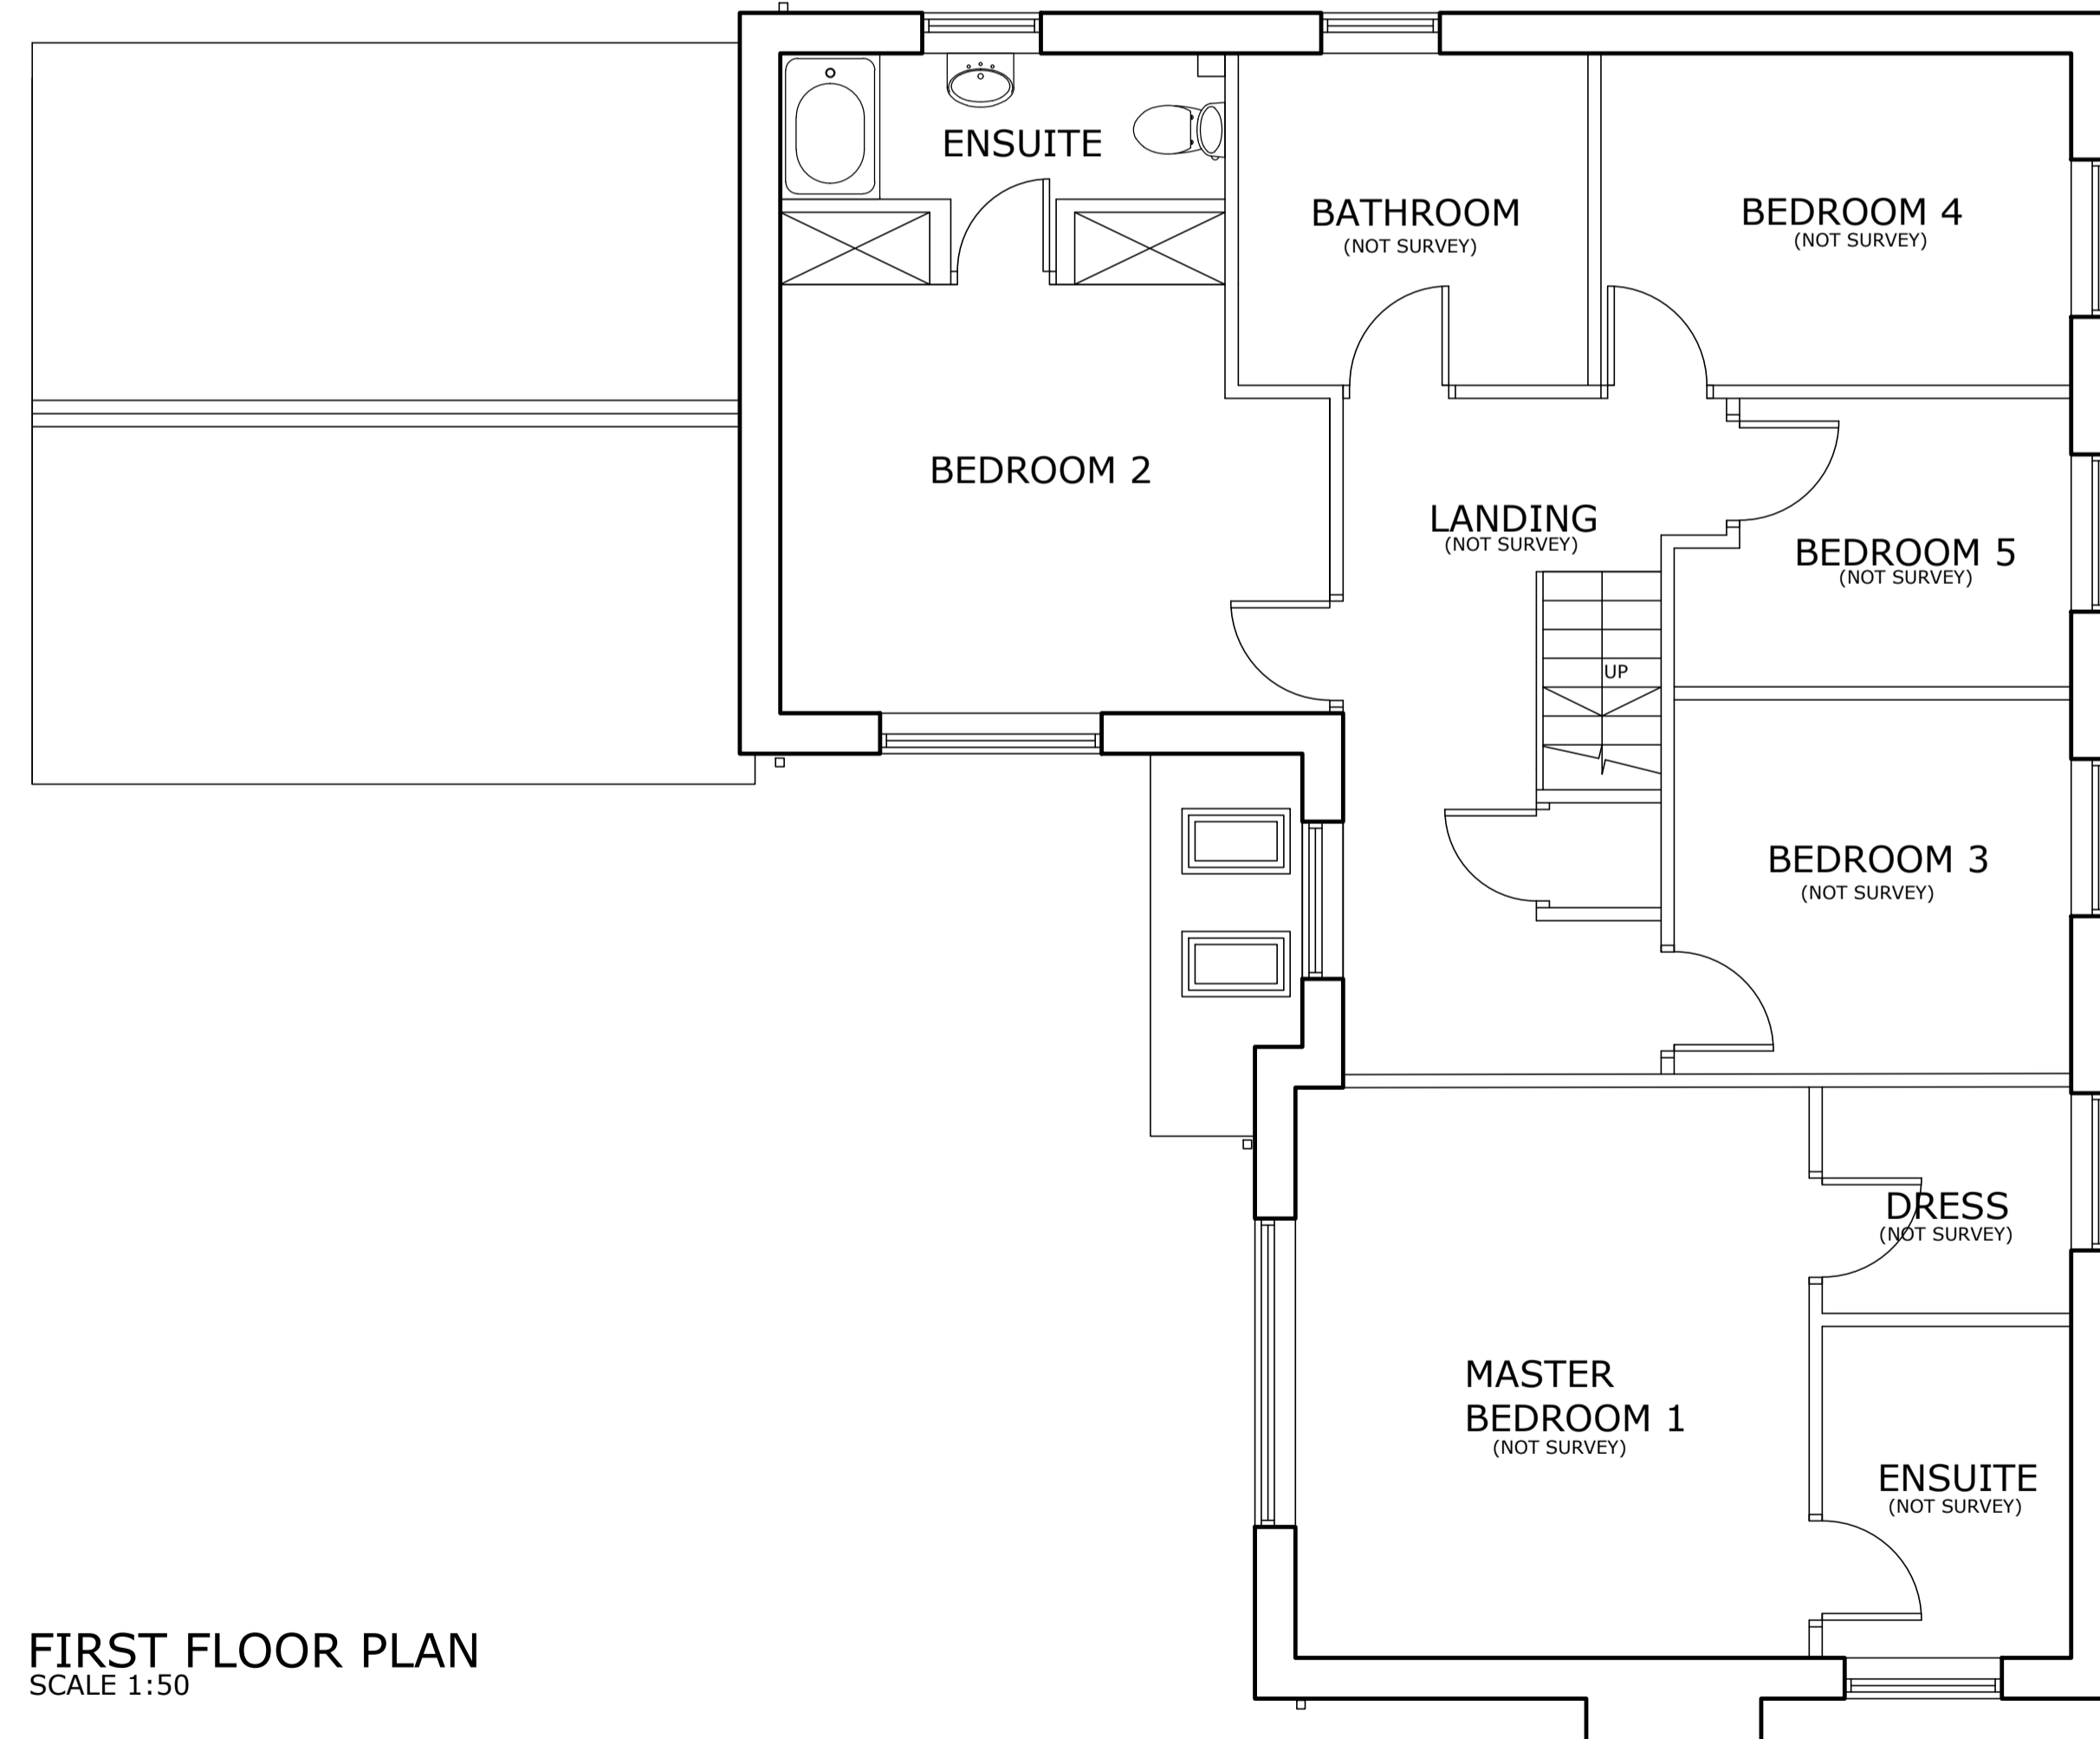 ENSUITE
BATHROOM
(NOT SURVEY)
BEDROOM 4
(NOT SURVEY)
BEDROOM 2
LANDING
(NOT SURVEY)
BEDROOM 5
(NOT SURVEY)
UP
BEDROOM 3
(NOT SURVEY)
DRESS
(NOT SURVEY)
MASTER
BEDROOM 1
(NOT SURVEY)
ENSUITE
(NOT SURVEY)
FIRST FLOOR PLAN
SCALE 1:50